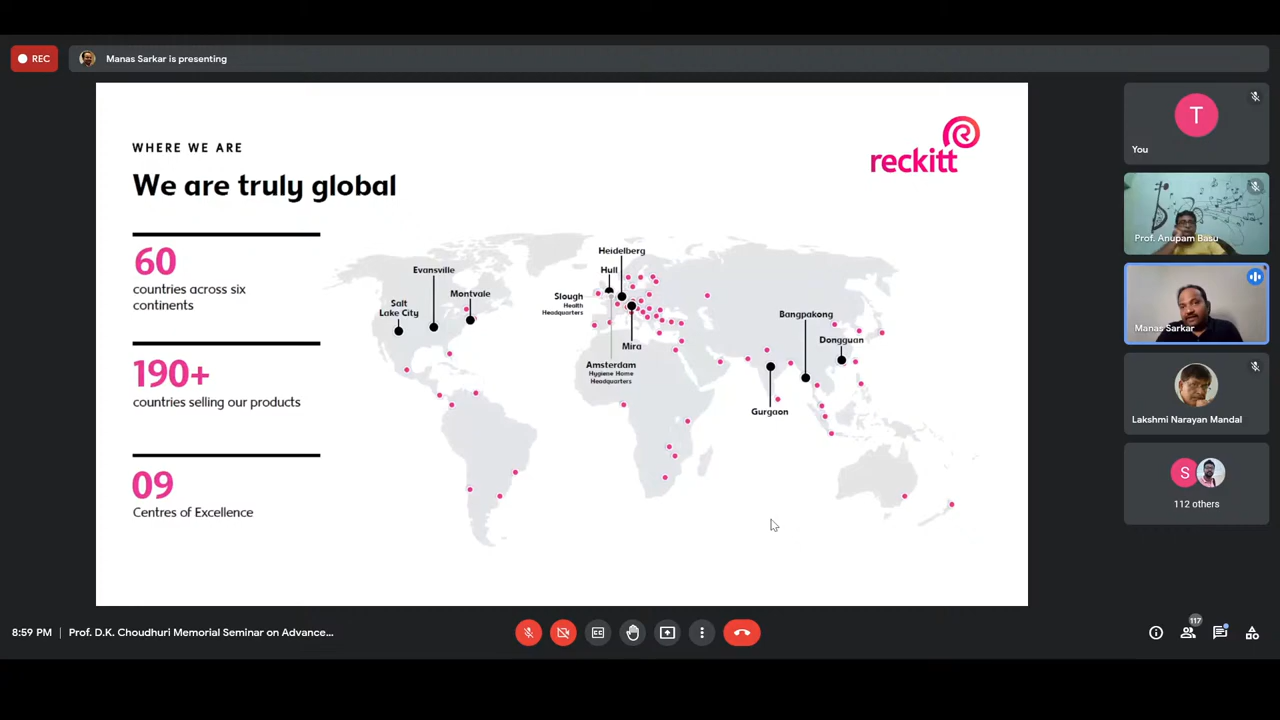 REC
Manas Sarkar is presenting
WHERE WE ARE
We are truly global
reckitt
60
countries across six
continents
190+
countries selling our products
09
Centres of Excellence
Salt
Lake City
Evansville
Montvale
Heidelberg
Hull
Slough
Health
Headquarters
Mira
Amsterdam
Hygiene Home
Headquarters
Bangpakong
Dongguan
Gurgaon
T
You
Prof. Anupam Basu
Manas Sarkar
Lakshmi Narayan Mandal
S
112 others
8:59 PM | Prof. D.K. Choudhuri Memorial Seminar on Advance...
117